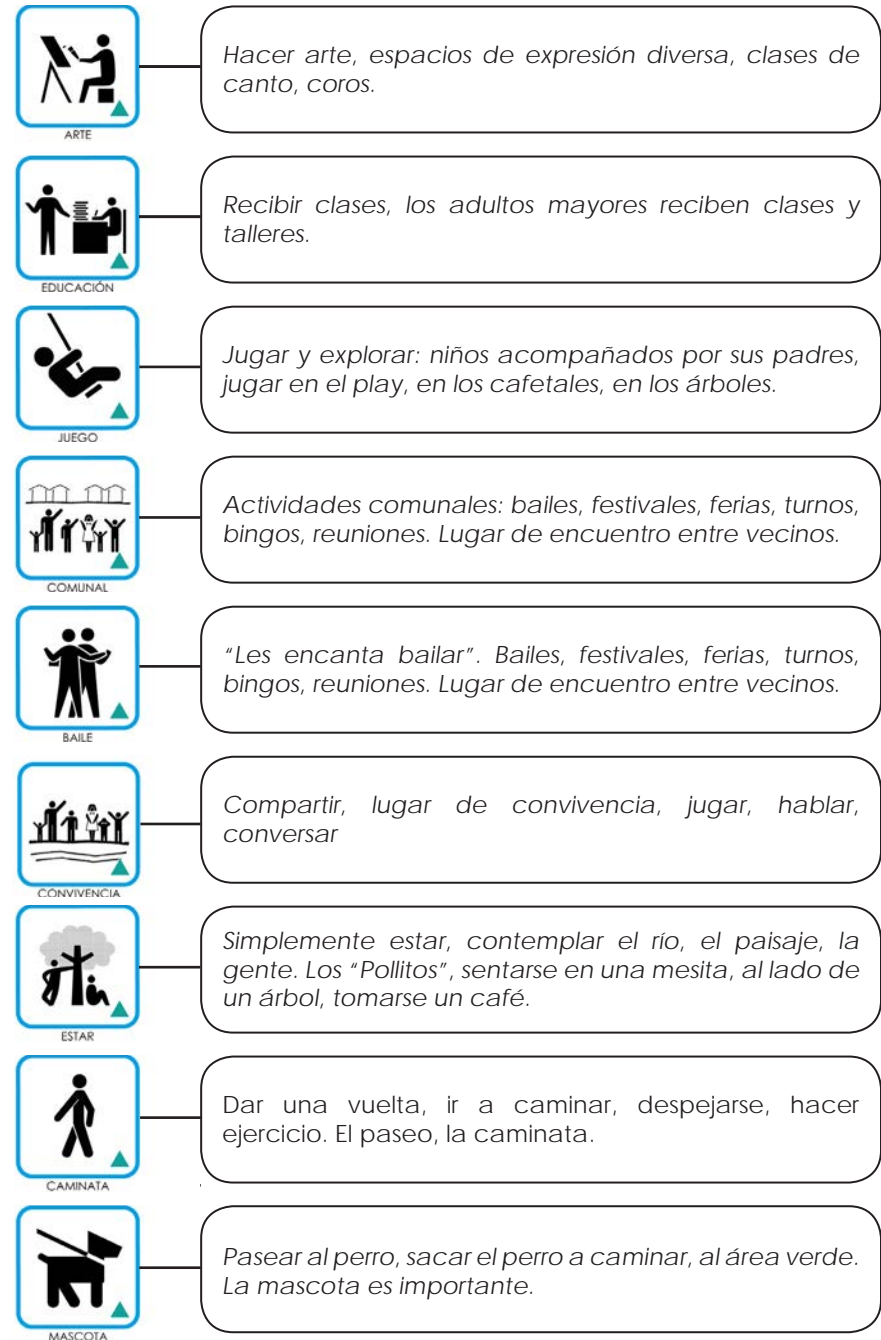 Hacer arte, espacios de expresión diversa, clases de
canto, coros.
ARTE
Recibir clases, los adultos mayores reciben clases y
talleres.
EDUCACIÓN
Jugar y explorar: niños acompañados por sus padres,
jugar en el play, en los cafetales, en los árboles.
JUEGO
Actividades comunales: bailes, festivales, ferias, turnos,
bingos, reuniones. Lugar de encuentro entre vecinos.
COMUNAL
“Les encanta bailar”. Bailes, festivales, ferias, turnos,
bingos, reuniones. Lugar de encuentro entre vecinos.
BAILE
Compartir, lugar de convivencia, jugar, hablar,
conversar
CONVIVENCIA
Simplemente estar, contemplar el río, el paisaje, la
gente. Los “Pollitos”, sentarse en una mesita, al lado de
un árbol, tomarse un café.
ESTAR
Dar una vuelta, ir a caminar, despejarse, hacer
ejercicio. El paseo, la caminata.
CAMINATA
Pasear al perro, sacar el perro a caminar, al área verde.
La mascota es importante.
MASCOTA